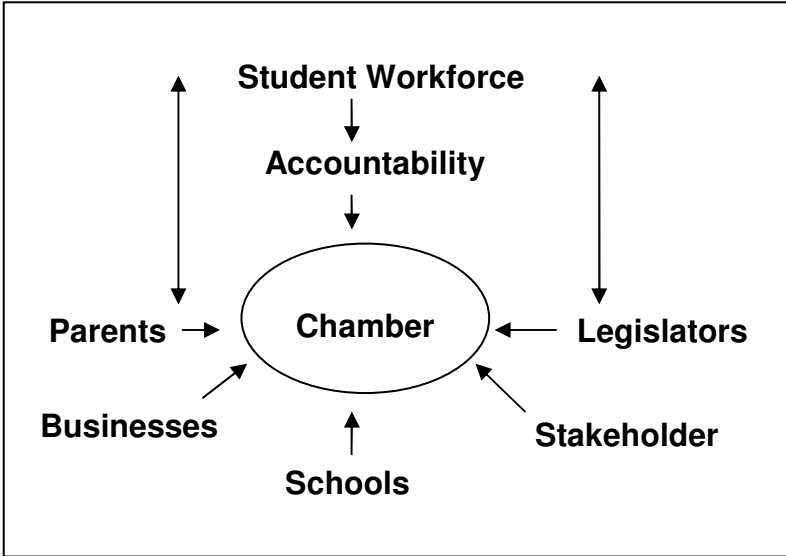 Student Workforce
Accountability
Parents
Chamber
Legislators
Businesses
Stakeholder
Schools